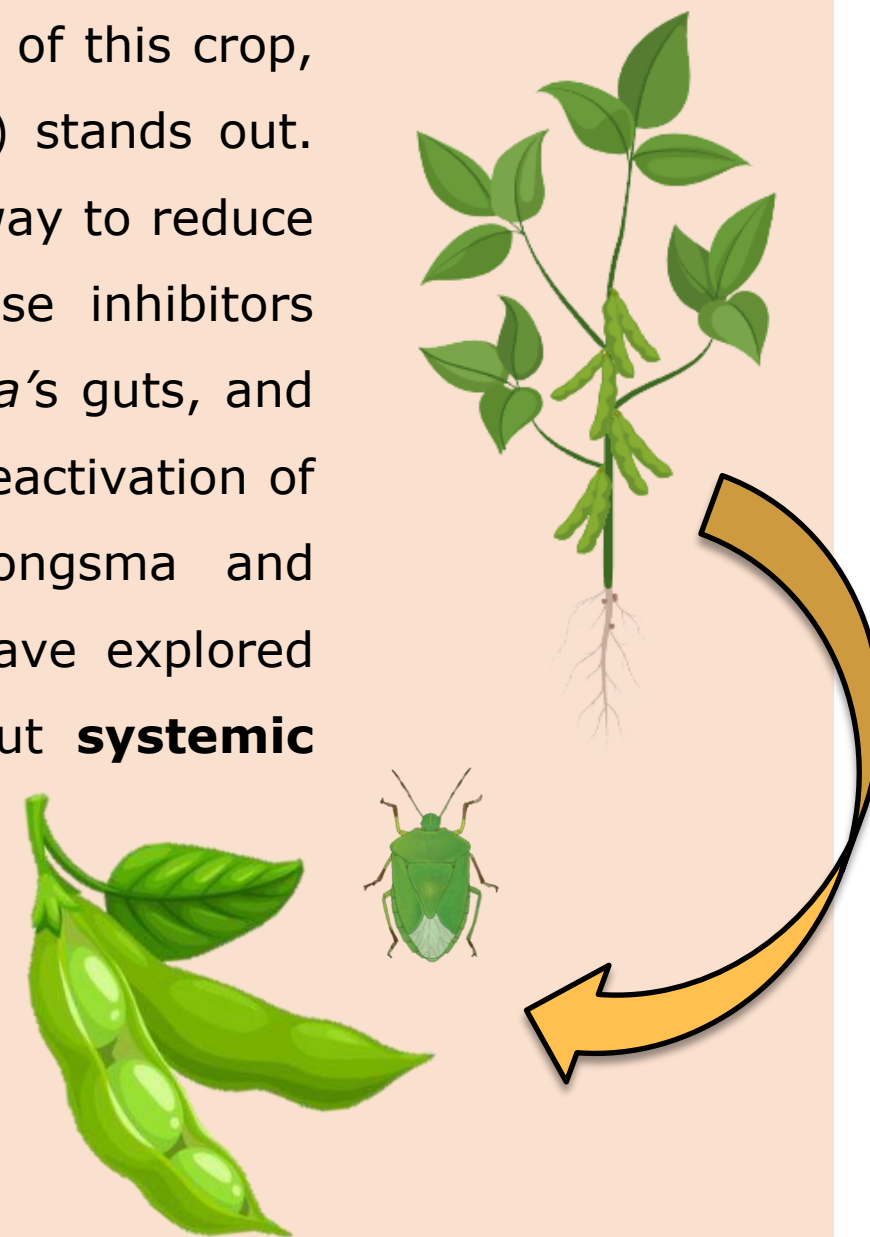 of this crop,
) stands out.
way to reduce
se inhibitors
a's guts, and
eactivation of
ongsma and
ave explored
ut systemic